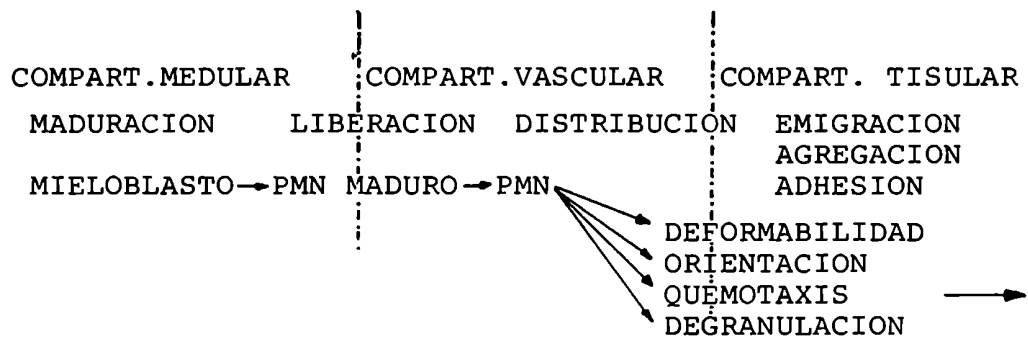 COMPART.MEDULAR COMPART.VASCULAR COMPART. TISULAR
MADURACION LIBERACION DISTRIBUCION EMIGRACION
AGREGACION
MIELOBLASTO→PMN MADURO→PMN ADHESION
DEFORMABILIDAD
ORIENTACION
QUEMOTAXIS →
DEGRANULACION